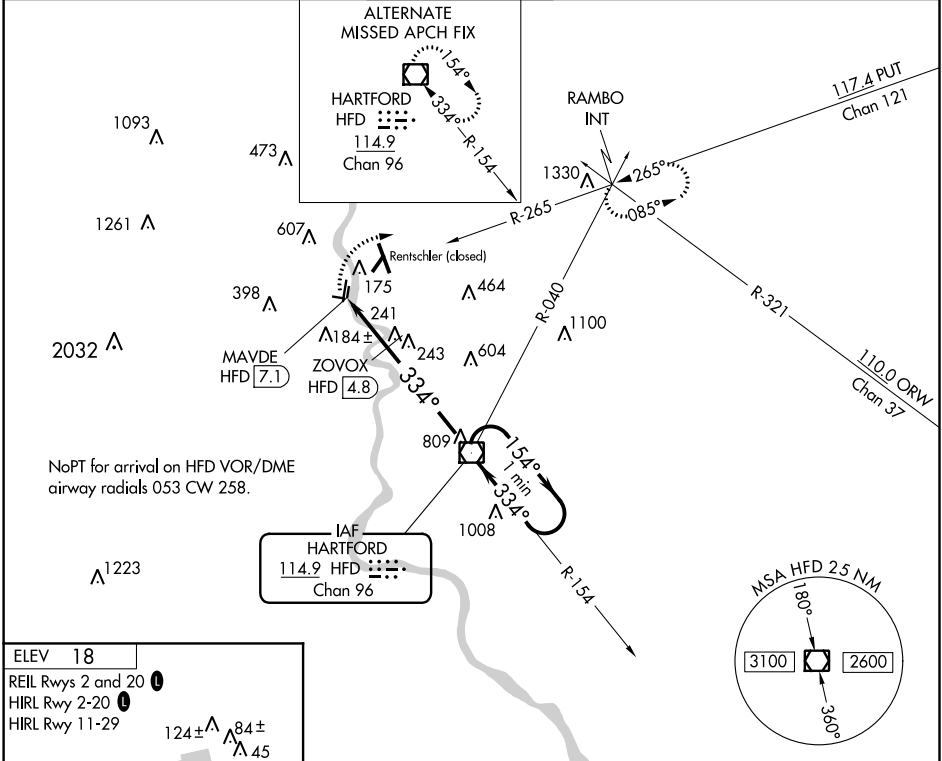 ALTERNATE
MISSED APCH FIX
154°
HARTFORD
HFD
114.9
Chan 96
334°
R-154
RAMBO
INT
117.4 PUT
Chan 121
1093
473
1330
265°
085°
R-265
1261
607
Rentschler (closed)
175
464
R-040
R-321
398
241
1100
2032
184±
243
604
MAVDE
HFD 7.1
ZOVOX
HFD 4.8
334°
110.0 ORW
Chan 37
809
154°
1 min
334°
NoPT for arrival on HFD VOR/DME
airway radials 053 CW 258.
1008
IAF
HARTFORD
114.9 HFD
Chan 96
1223
R-154
MSA HFD 25 NM
180°
3100
2600
360°
ELEV 18
REIL Rwys 2 and 20 L
HIRL Rwy 2-20 L
HIRL Rwy 11-29
124±
84±
45